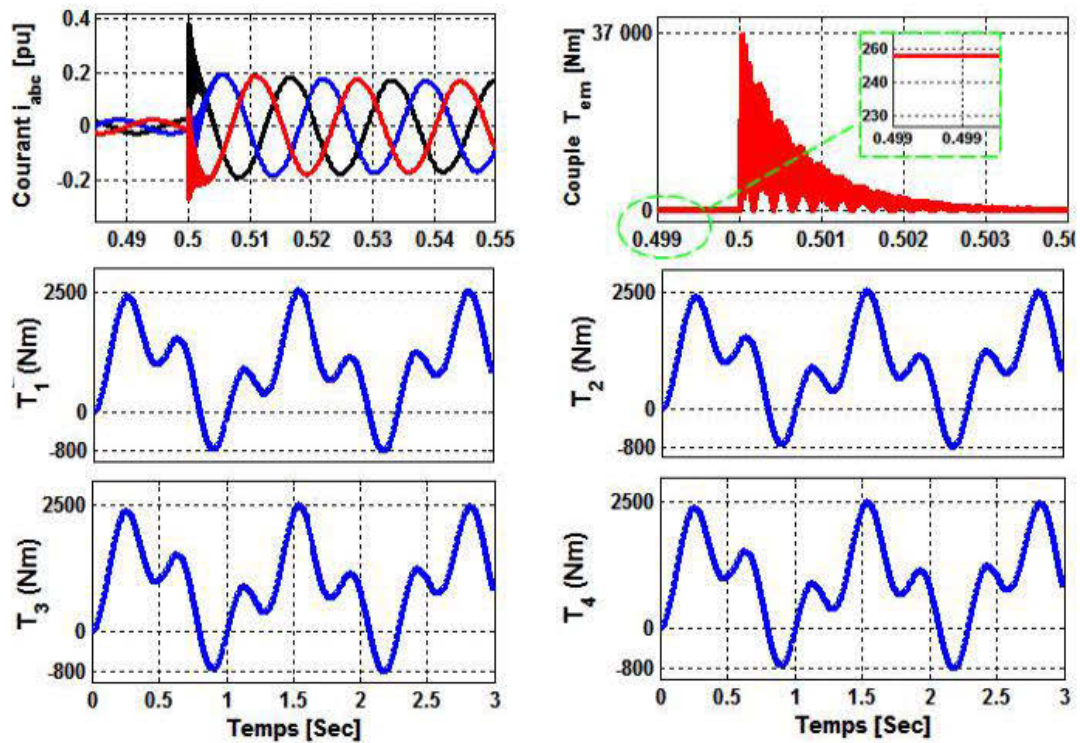 Courant i_abc [pu]
0.4
0.2
0
-0.2
0.49 0.5 0.51 0.52 0.53 0.54 0.55
Couple T_em [Nm]
37 000
0
260
240
230
0.499 0.499
0.499 0.5 0.501 0.502 0.503 0.50
T_1 (Nm)
2500
0
-800
T_2 (Nm)
2500
0
-800
T_3 (Nm)
2500
0
-800
0 0.5 1 1.5 2 2.5 3
Temps [Sec]
T_4 (Nm)
2500
0
-800
0 0.5 1 1.5 2 2.5 3
Temps [Sec]